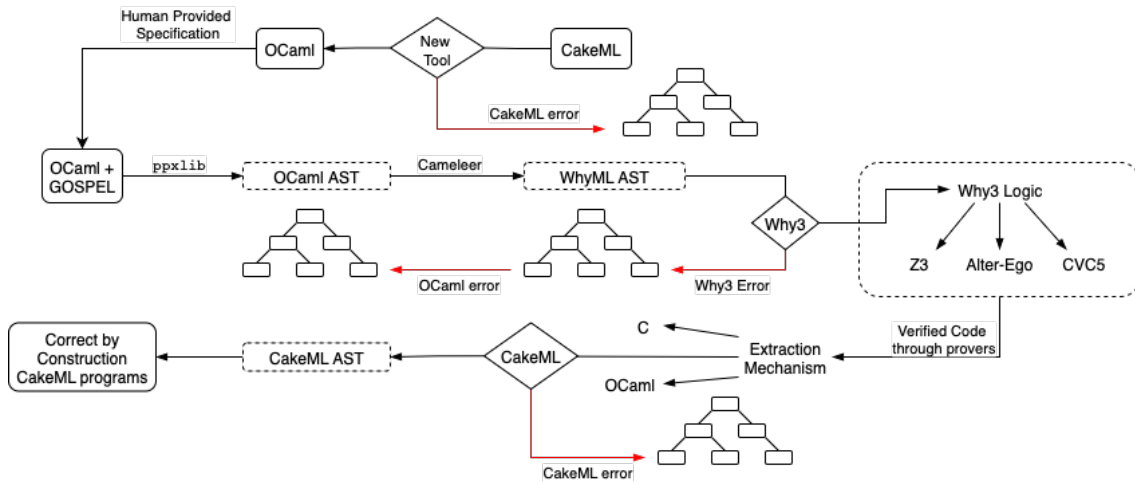 Human Provided
Specification
OCaml
New
Tool
CakeML
CakeML error
OCaml +
GOSPEL
ppxlib
OCaml AST
Cameleer
WhyML AST
Why3
Why3 Logic
Z3
Alter-Ego
CVC5
OCaml error
Why3 Error
Verified Code
through provers
Correct by
Construction
CakeML programs
CakeML AST
CakeML
C
OCaml
Extraction
Mechanism
CakeML error